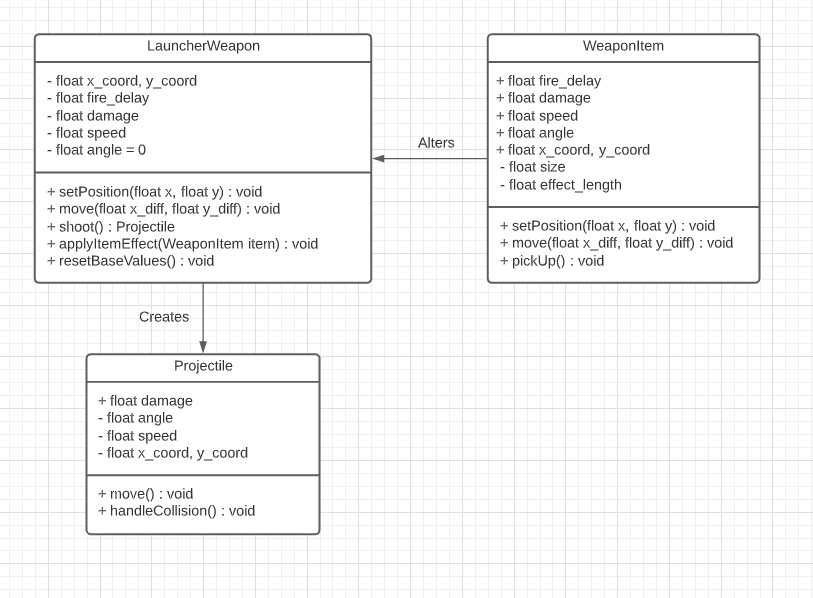 LauncherWeapon
- float x_coord, y_coord
- float fire_delay
- float damage
- float speed
- float angle = 0
+ setPosition(float x, float y) : void
+ move(float x_diff, float y_diff) : void
+ shoot() : Projectile
+ applyItemEffect(WeaponItem item) : void
+ resetBaseValues() : void
Alters
WeaponItem
+ float fire_delay
+ float damage
+ float speed
+ float angle
+ float x_coord, y_coord
- float size
- float effect_length
+ setPosition(float x, float y) : void
+ move(float x_diff, float y_diff) : void
+ pickUp() : void
Creates
Projectile
+ float damage
- float angle
- float speed
- float x_coord, y_coord
+ move() : void
+ handleCollision() : void